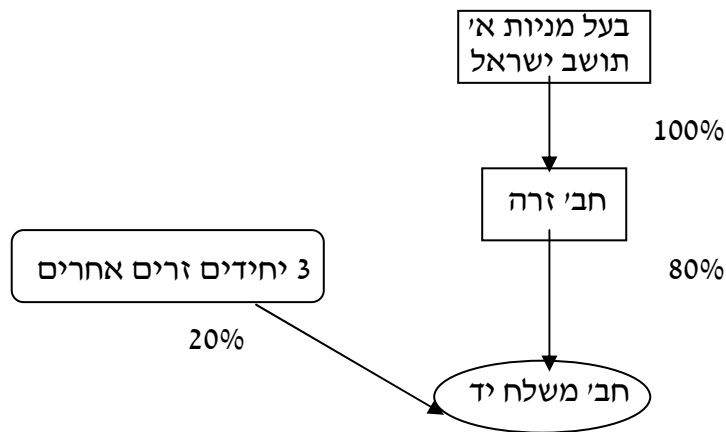 בעל מניות א'
תושב ישראל
100%
חב' זרה
3 יחידים זרים אחרים
80%
20%
חב' משלח יד